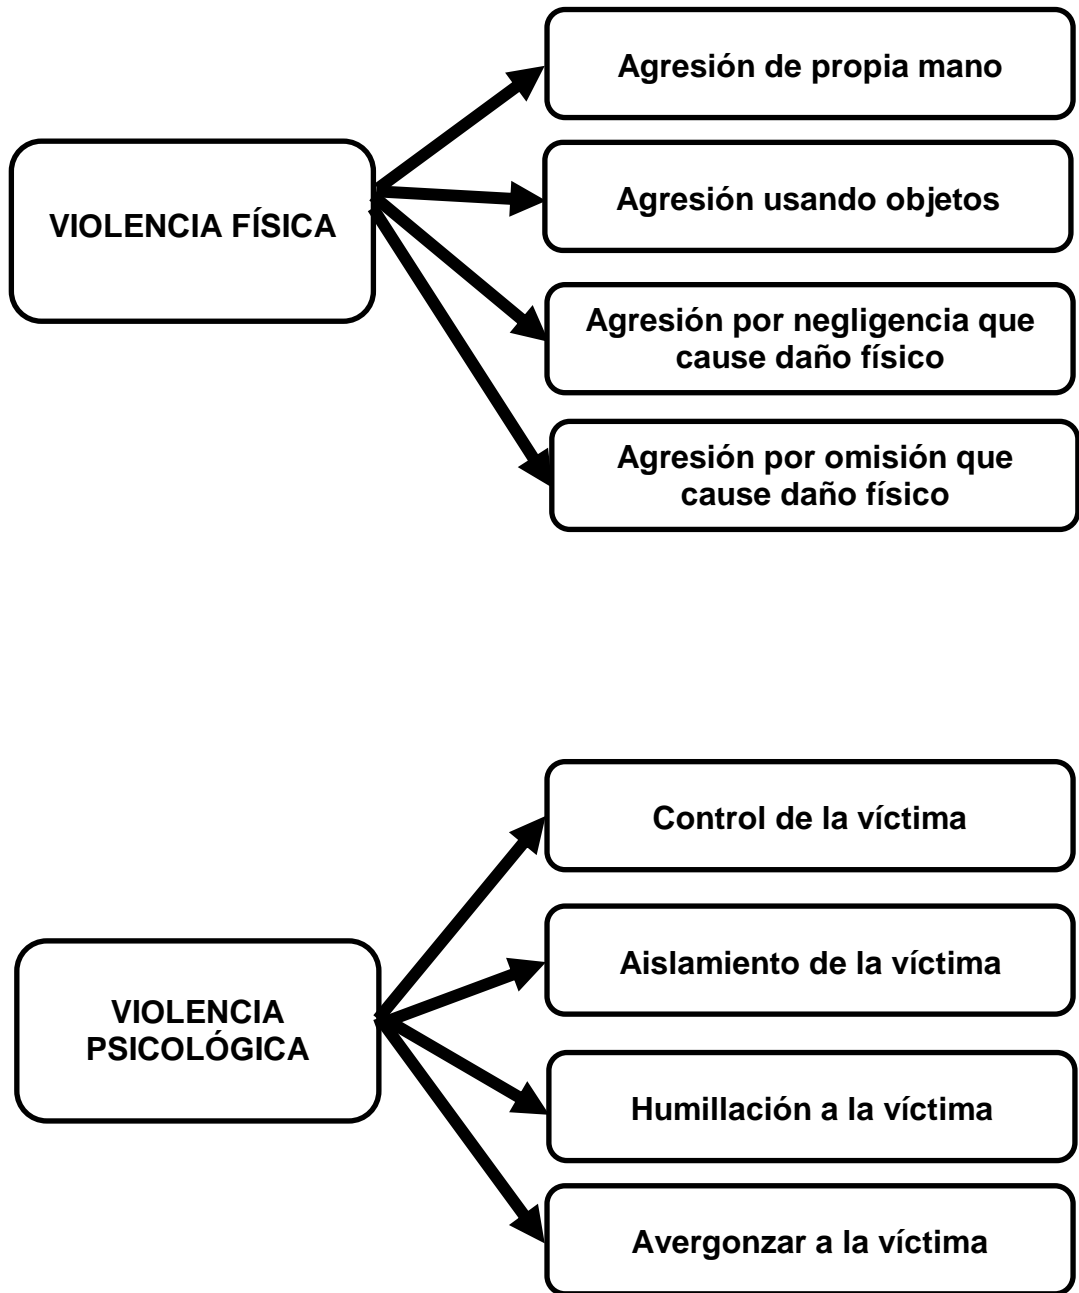 Agresión de propia mano
VIOLENCIA FÍSICA
Agresión usando objetos
Agresión por negligencia que
cause daño físico
Agresión por omisión que
cause daño físico
Control de la víctima
VIOLENCIA
PSICOLÓGICA
Aislamiento de la víctima
Humillación a la víctima
Avergonzar a la víctima